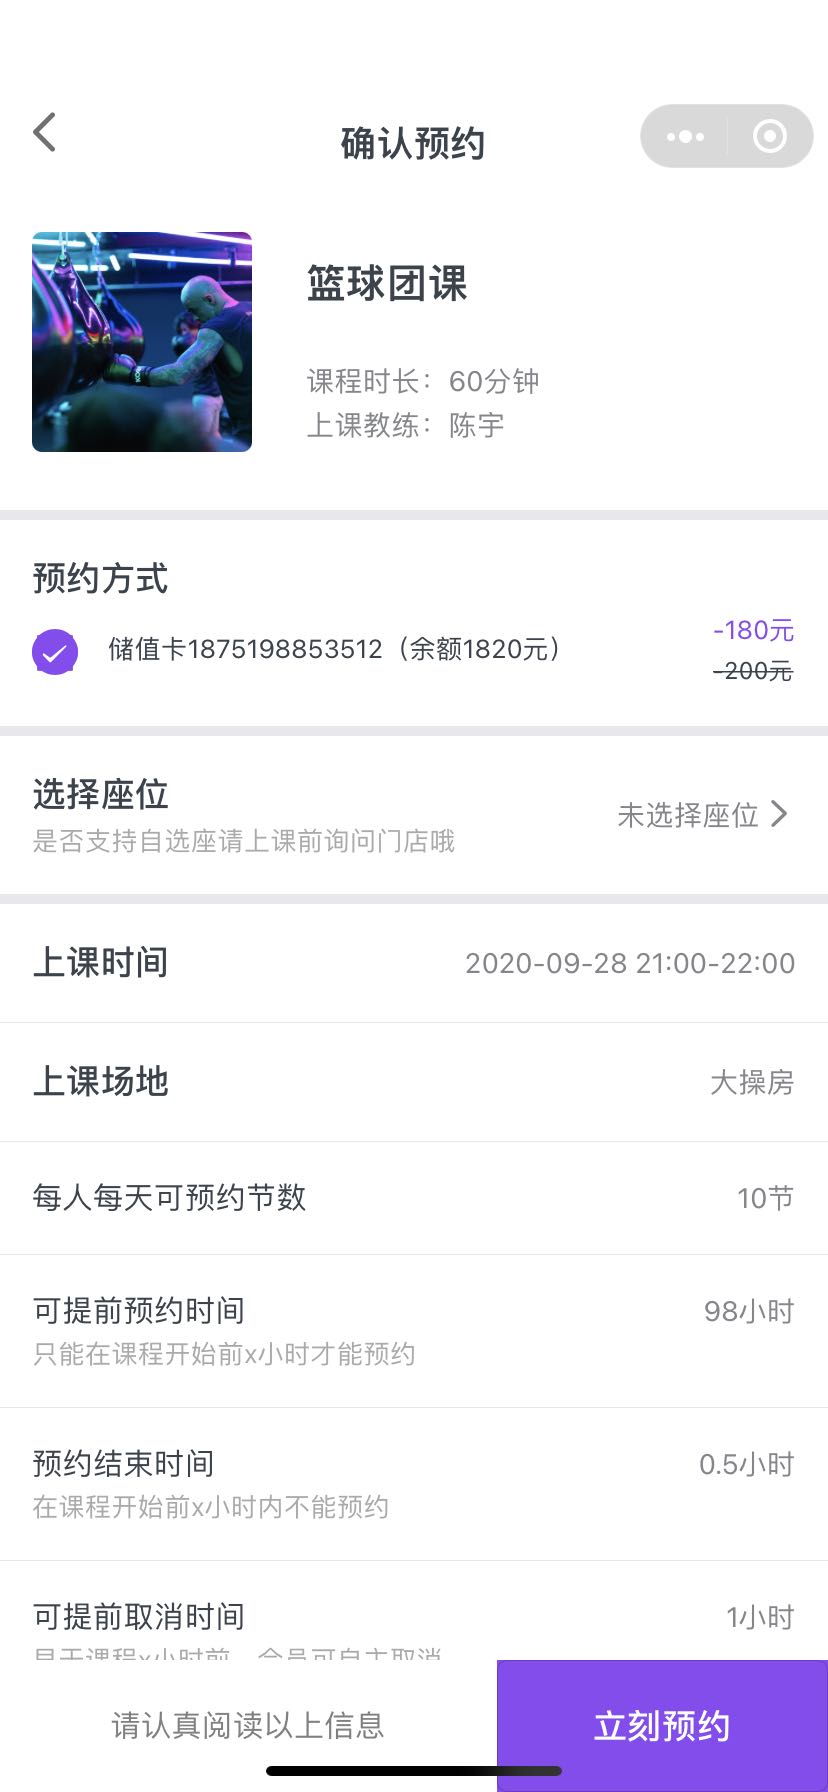 确认预约
篮球团课
课程时长：60分钟
上课教练：陈宇
预约方式
储值卡1875198853512（余额1820元）
-180元
-200元
选择座位
是否支持自选座请上课前询问门店哦
未选择座位
上课时间
2020-09-28 21:00-22:00
上课场地
大操房
每人每天可预约节数
10节
可提前预约时间
98小时
只能在课程开始前x小时才能预约
预约结束时间
0.5小时
在课程开始前x小时内不能预约
可提前取消时间
1小时
请认真阅读以上信息
立刻预约